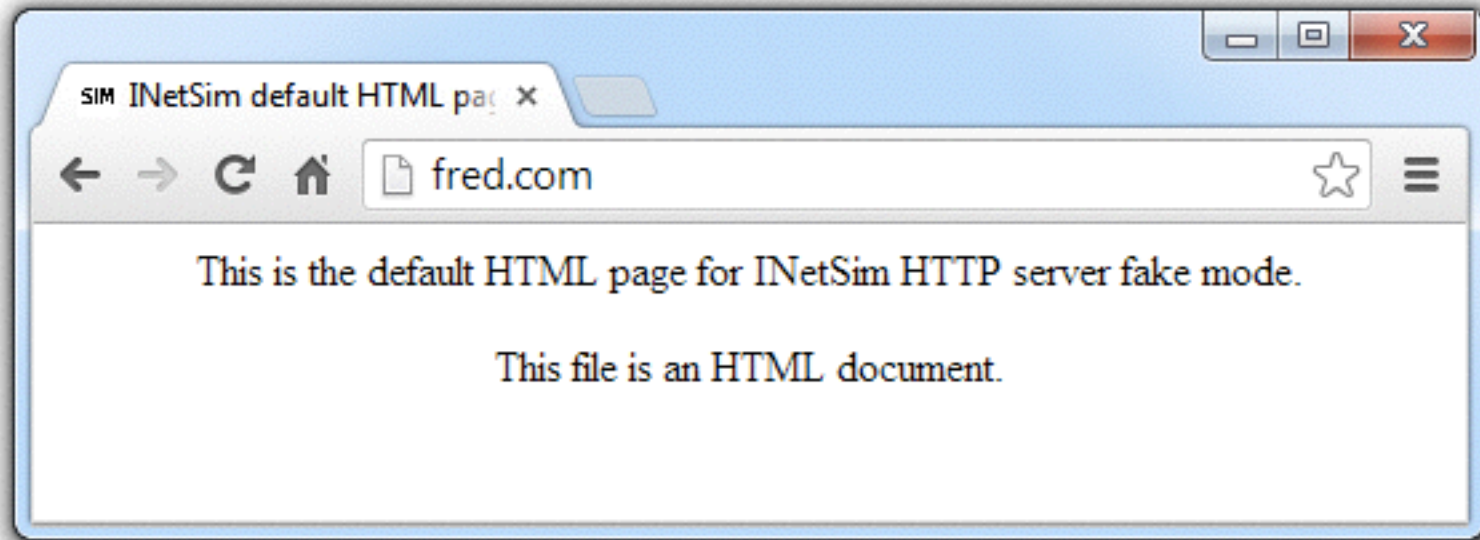 SIM INetSim default HTML pag
fred.com
This is the default HTML page for INetSim HTTP server fake mode.
This file is an HTML document.